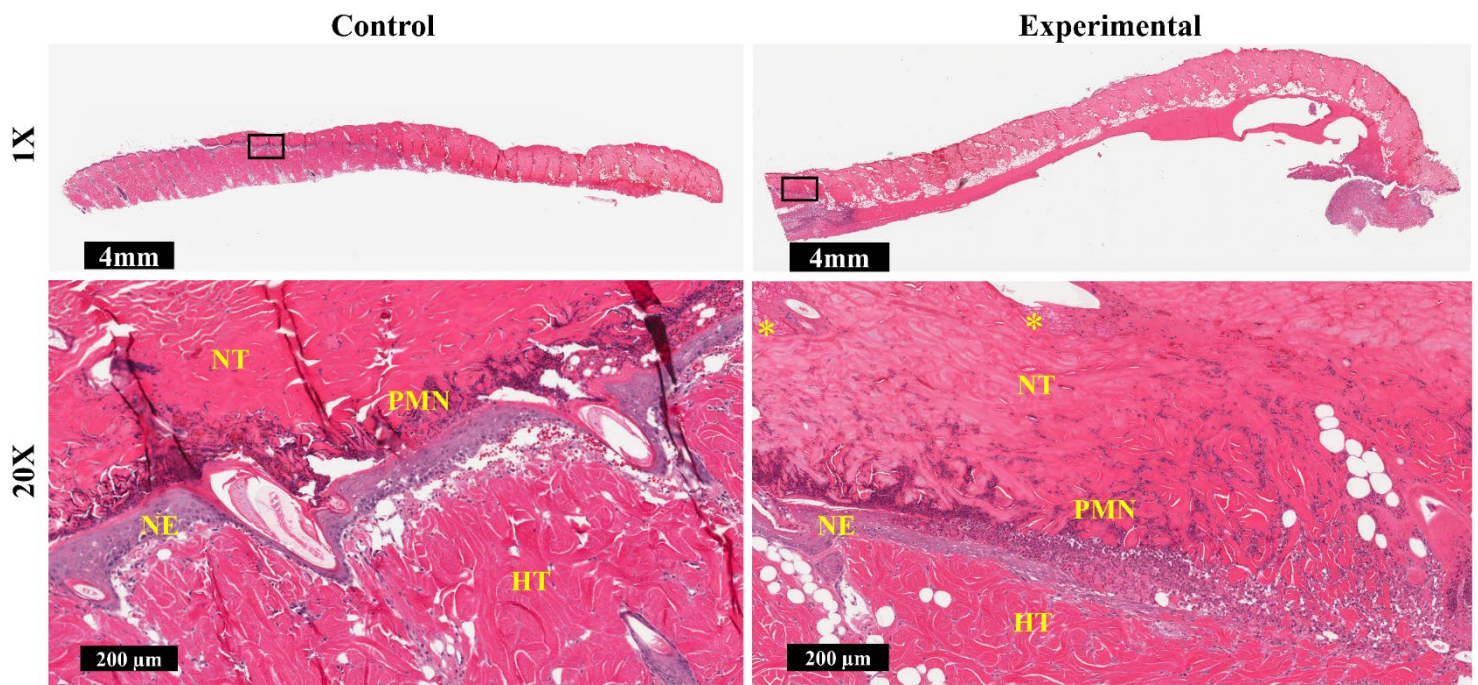 Control
Experimental
1X
4mm
4mm
20X
NT
PMN
NE
HT
200 µm
*
*
NT
PMN
NE
HT
200 µm